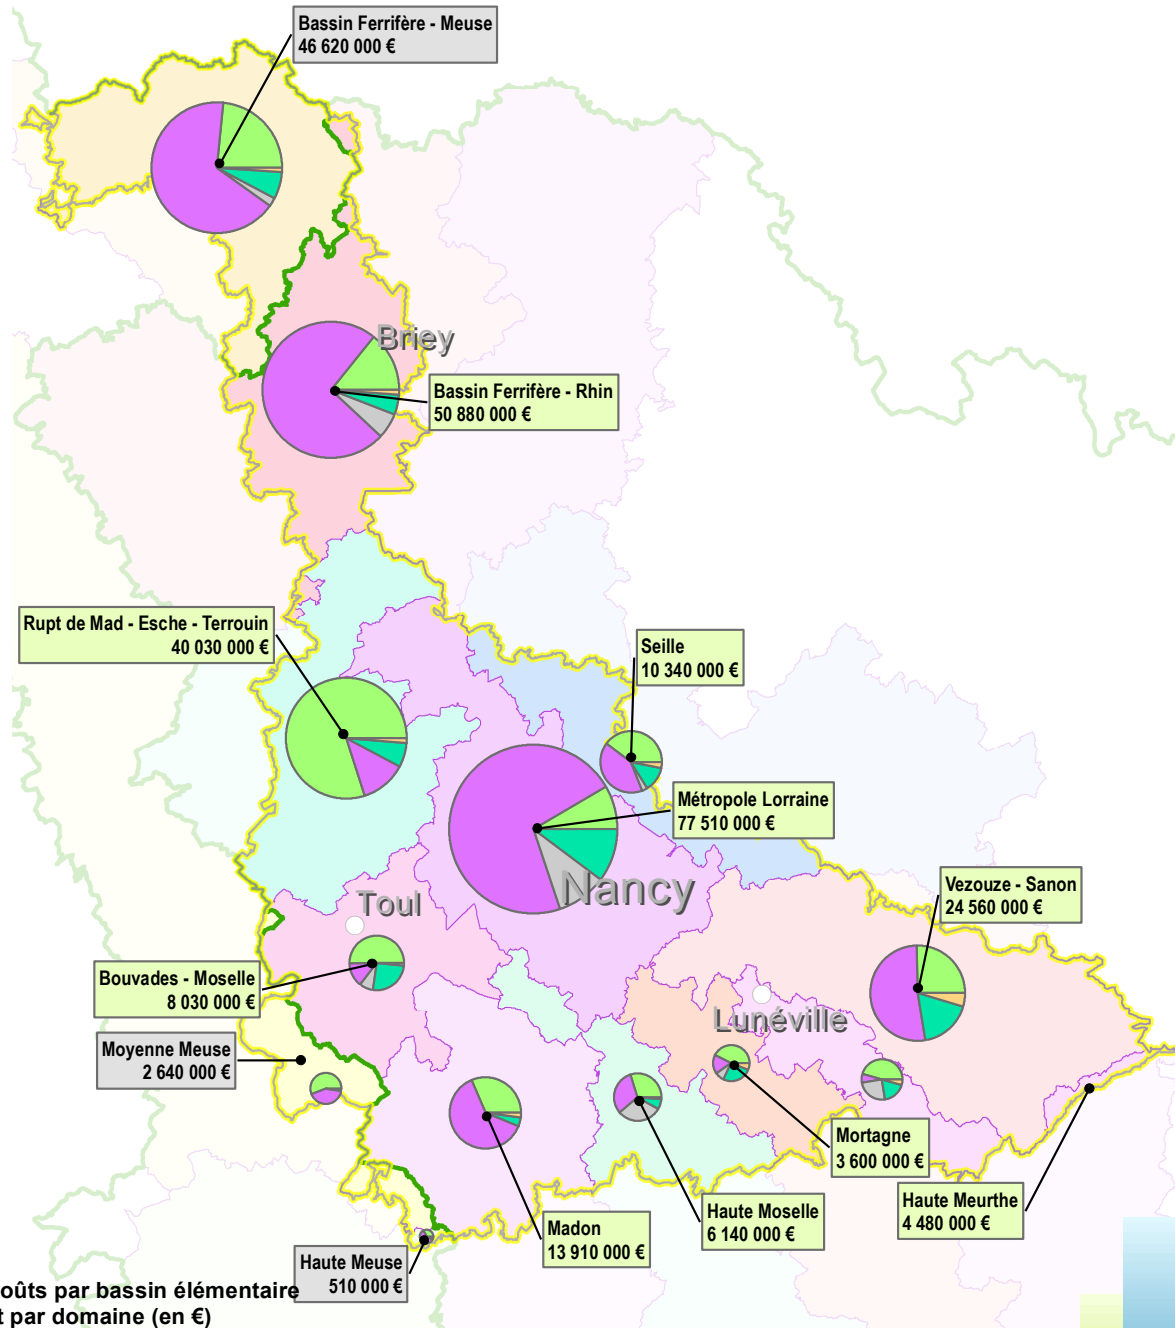 Bassin Ferrifère - Meuse
46 620 000 €
Briey
Bassin Ferrifère - Rhin
50 880 000 €
Rupt de Mad - Esche - Terrouin
40 030 000 €
Seille
10 340 000 €
Métropole Lorraine
77 510 000 €
Nancy
Toul
Vezouze - Sanon
24 560 000 €
Bouvades - Moselle
8 030 000 €
Lunéville
Moyenne Meuse
2 640 000 €
Mortagne
3 600 000 €
Haute Meurthe
4 480 000 €
Haute Moselle
6 140 000 €
Madon
13 910 000 €
Haute Meuse
510 000 €
oûts par bassin élémentaire
t par domaine (en €)